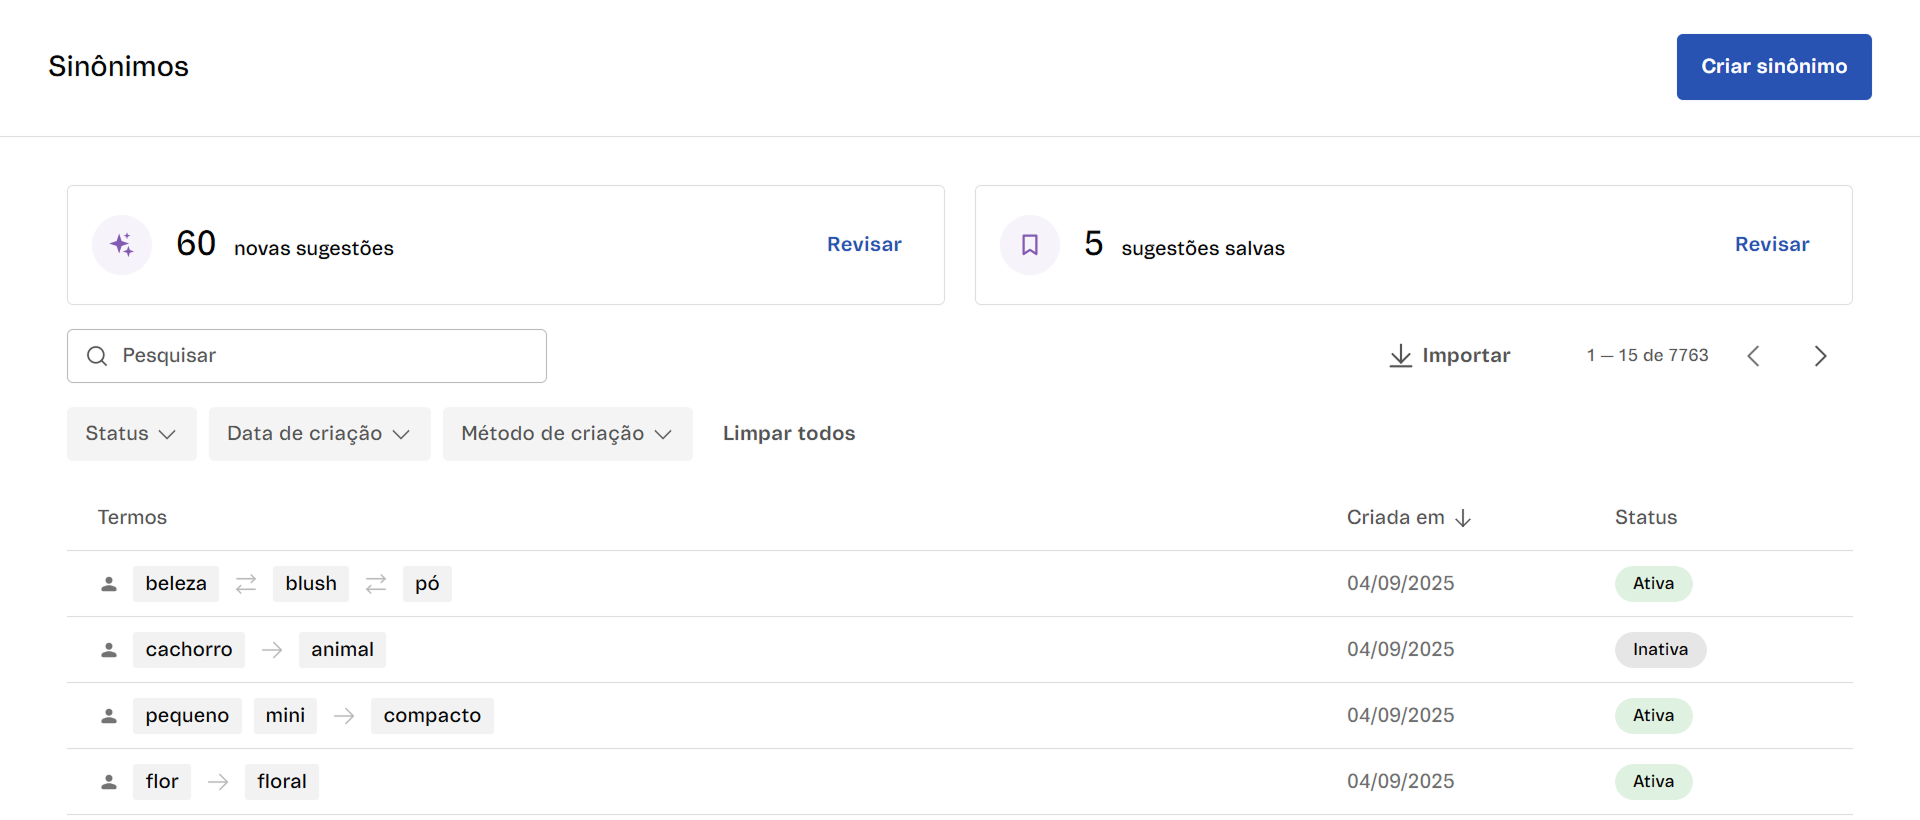 Sinônimos
Criar sinônimo
60 novas sugestões
Revisar
5 sugestões salvas
Revisar
Pesquisar
Importar
1 — 15 de 7763
Status
Data de criação
Método de criação
Limpar todos
Termos
Criada em
Status
beleza blush pó 04/09/2025 Ativa
cachorro animal 04/09/2025 Inativa
pequeno mini compacto 04/09/2025 Ativa
flor floral 04/09/2025 Ativa